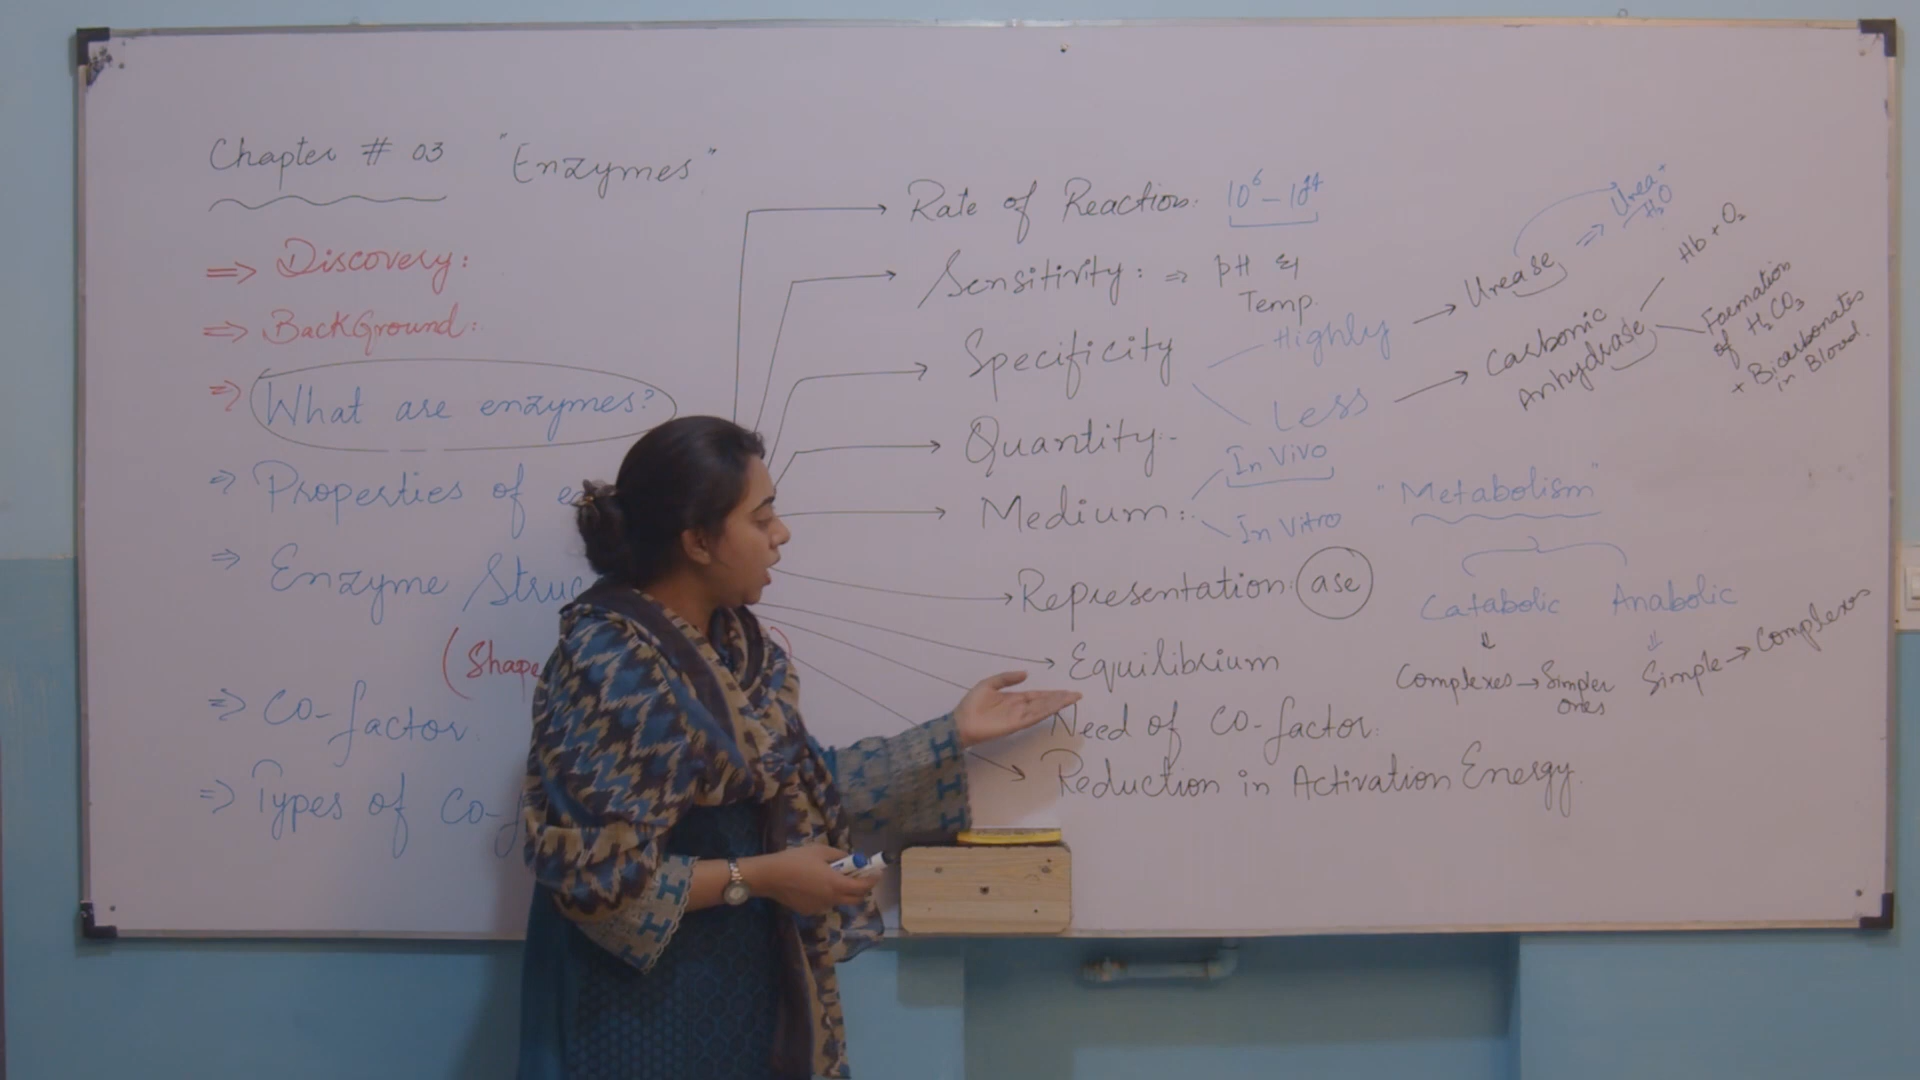 Chapter # 03 "Enzymes"
⇒ Discovery:
⇒ BackGround:
⇒ What are enzymes?
⇒ Properties of
⇒ Enzyme Struc
(Shape )
⇒ Co-factor.
⇒ Types of Co-f
Rate of Reaction: 10⁶ –
Sensitivity: ⇒ pH &
Temp.
Specificity
Highly → Urease ⇒ Urea +
H₂O
Less → Carbonic
Anhydrase
Hb + O₂
Formation
of H₂CO₃
+ Bicarbonates
in Blood.
Quantity:-
Medium:
In Vivo
In Vitro
Representation: ase
Equilibrium
Need of Co-factor.
Reduction in Activation Energy.
"Metabolism"
Catabolic Anabolic
⇓ ⇓
Complexes → Simpler
ones
Simple → Complexes